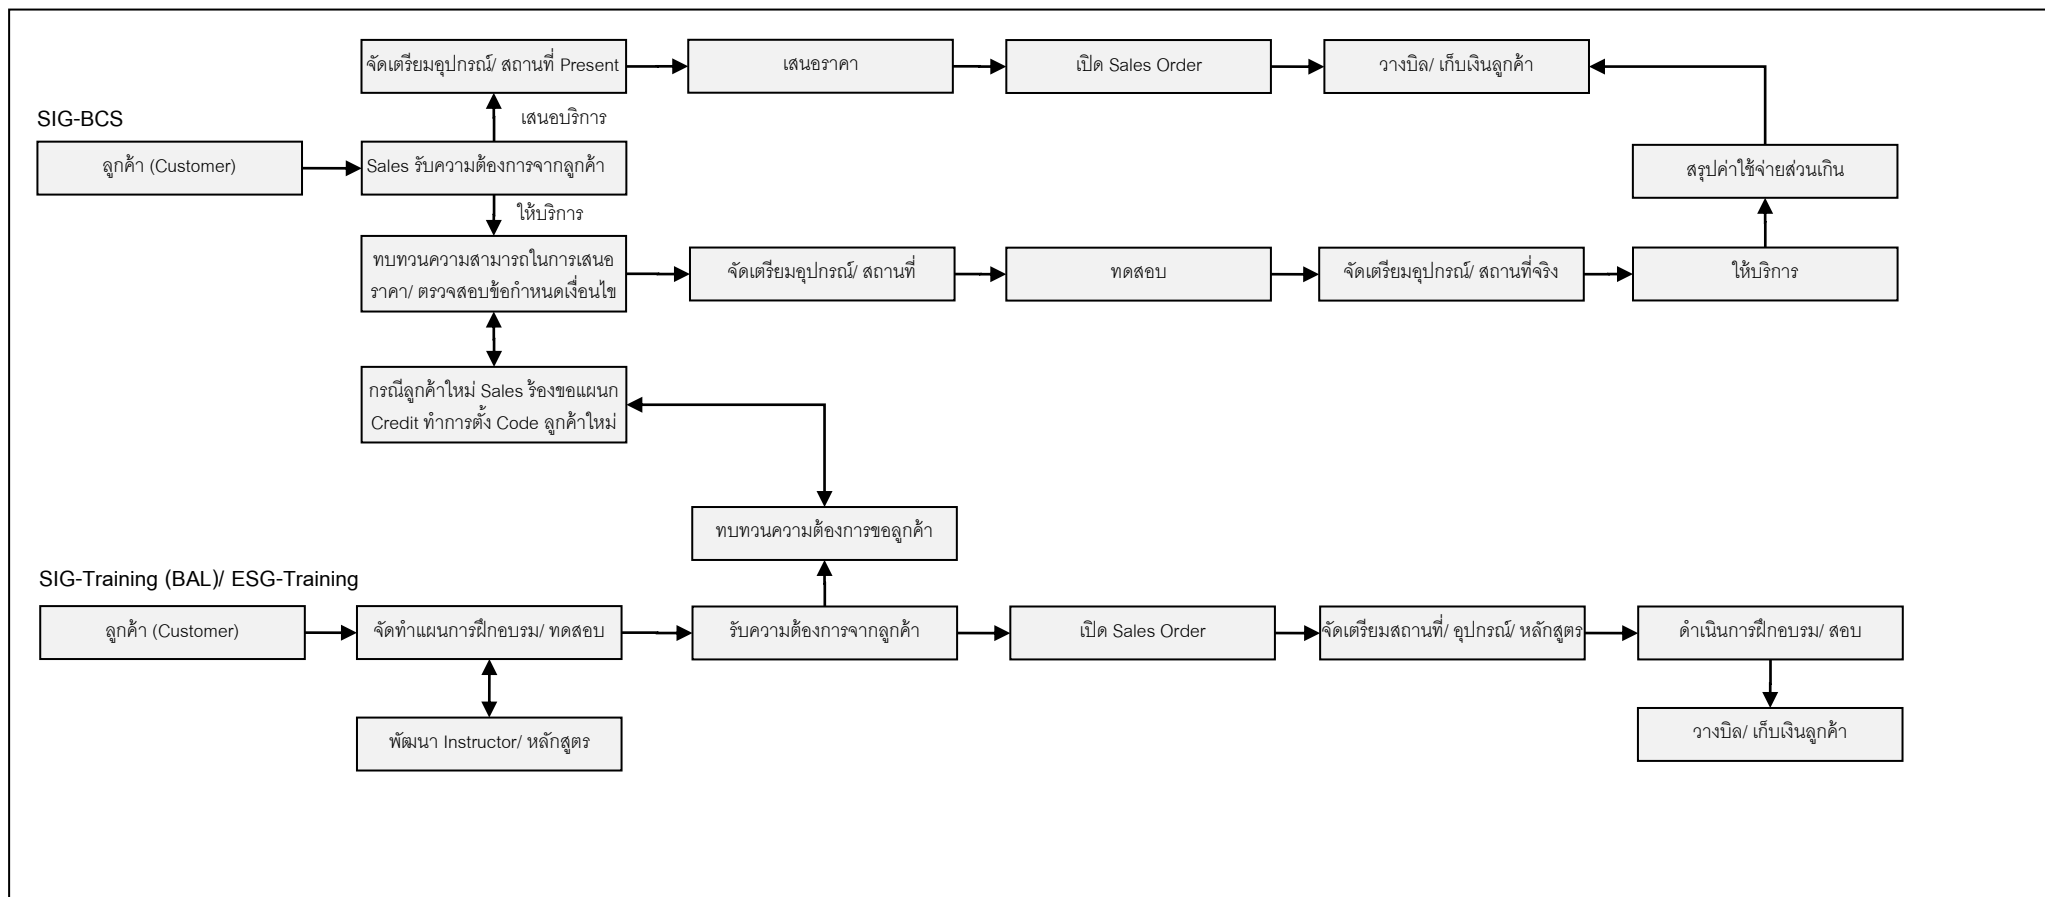 จัดเตรียมอุปกรณ์/ สถานที่ Present
เสนอราคา
เปิด Sales Order
วางบิล/ เก็บเงินลูกค้า
SIG-BCS
เสนอบริการ
ลูกค้า (Customer)
Sales รับความต้องการจากลูกค้า
สรุปค่าใช้จ่ายส่วนเกิน
ให้บริการ
ทบทวนความสามารถในการเสนอ
ราคา/ ตรวจสอบข้อกำหนดเงื่อนไข
จัดเตรียมอุปกรณ์/ สถานที่
ทดสอบ
จัดเตรียมอุปกรณ์/ สถานที่จริง
ให้บริการ
กรณีลูกค้าใหม่ Sales ร้องขอแผนก
Credit ทำการตั้ง Code ลูกค้าใหม่
ทบทวนความต้องการขอลูกค้า
SIG-Training (BAL)/ ESG-Training
ลูกค้า (Customer)
จัดทำแผนการฝึกอบรม/ ทดสอบ
รับความต้องการจากลูกค้า
เปิด Sales Order
จัดเตรียมสถานที่/ อุปกรณ์/ หลักสูตร
ดำเนินการฝึกอบรม/ สอบ
พัฒนา Instructor/ หลักสูตร
วางบิล/ เก็บเงินลูกค้า